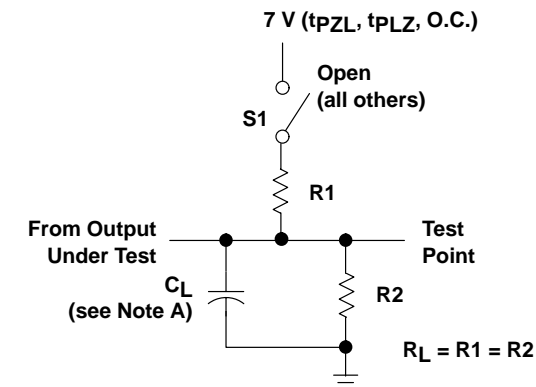 7 V (tPZL, tPLZ, O.C.)
Open
(all others)
S1
R1
From Output
Under Test
Test
Point
CL
(see Note A)
R2
RL = R1 = R2